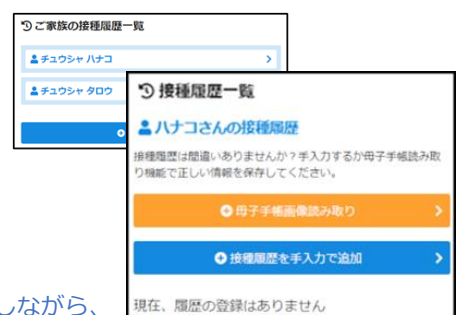 ご家族の接種履歴一覧
チュウシャ ハナコ
チュウシャ タロウ
接種履歴一覧
ハナコさんの接種履歴
接種履歴は間違いありませんか？手入力するか母子手帳読み取
り機能で正しい情報を保存してください。
母子手帳画像読み取り
接種履歴を手入力で追加
現在、履歴の登録はありません
しながら、